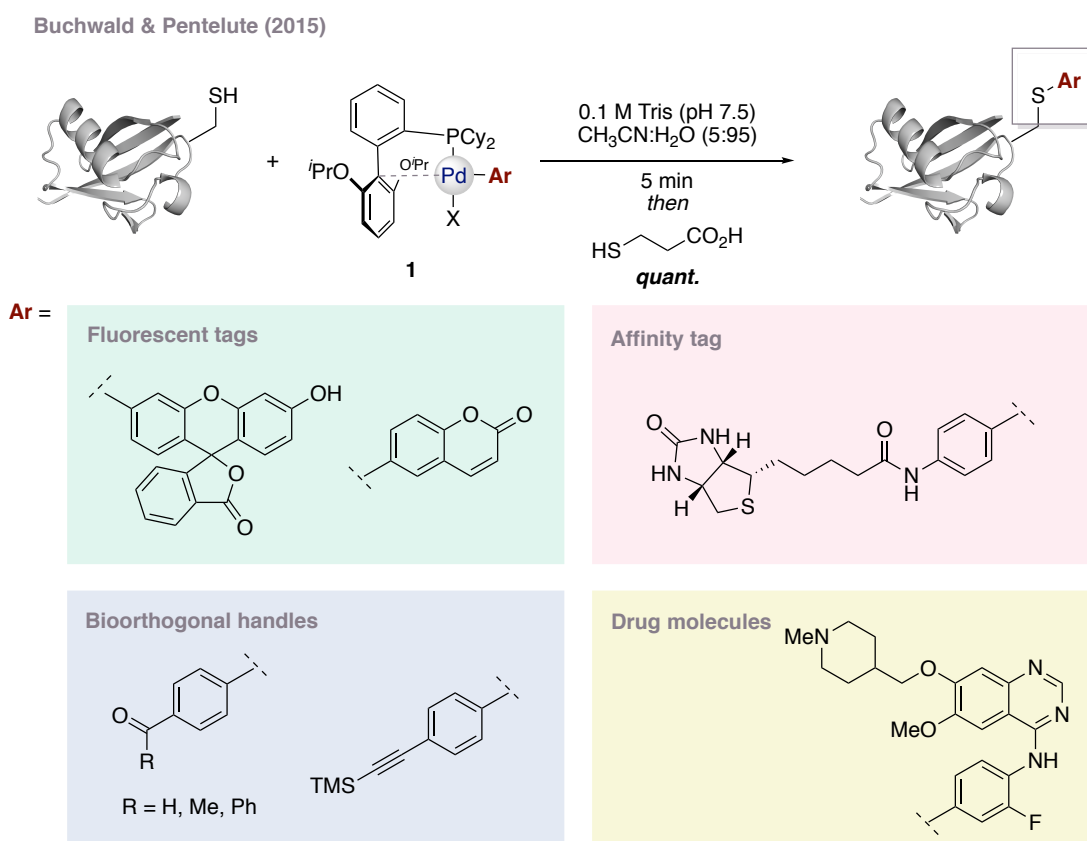 Buchwald & Pentelute (2015)
SH
+
PCy2
OiPr
iPrO
Pd
Ar
X
1
0.1 M Tris (pH 7.5)
CH3CN:H2O (5:95)
5 min
then
HS
CO2H
quant.
S
Ar
Ar =
Fluorescent tags
O
OH
O
O
O
O
Affinity tag
O
NH
H
HN
H
S
O
N
H
Bioorthogonal handles
O
R
R = H, Me, Ph
TMS
Drug molecules
MeN
O
N
N
MeO
NH
F